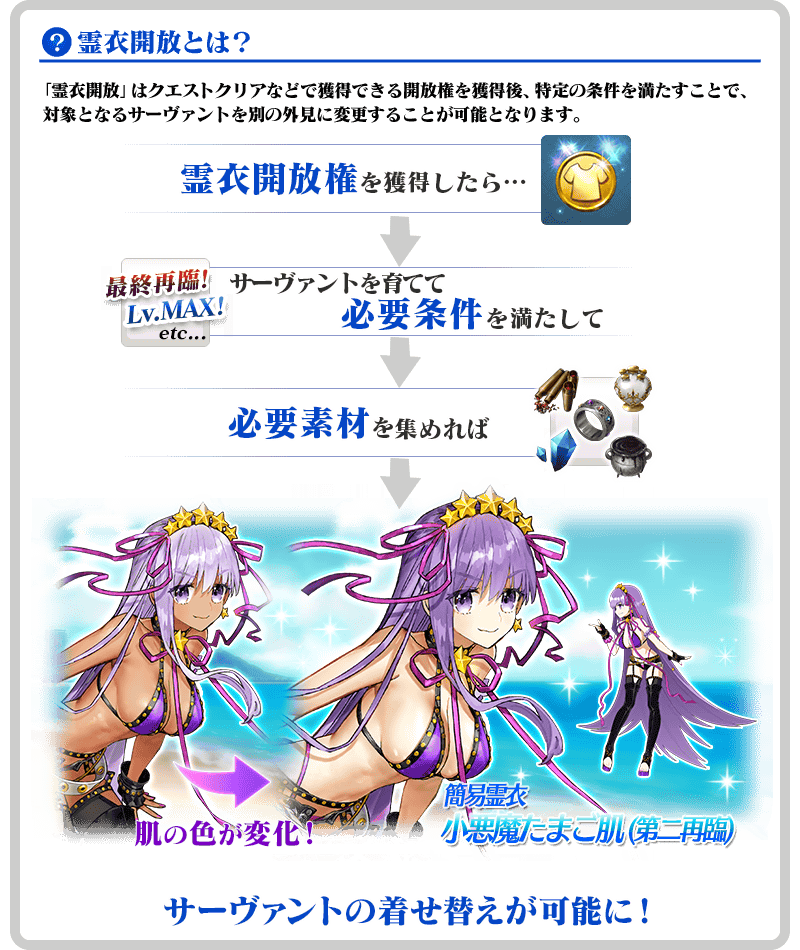 ? 霊衣開放とは?
「霊衣開放」はクエストクリアなどで獲得できる開放権を獲得後、特定の条件を満たすことで、
対象となるサーヴァントを別の外見に変更することが可能となります。
霊衣開放権を獲得したら…
最終再臨!
Lv.MAX!
etc...
サーヴァントを育てて
必要条件を満たして
必要素材を集めれば
肌の色が変化!
簡易霊衣
小悪魔たまご肌(第二再臨)
サーヴァントの着せ替えが可能に!